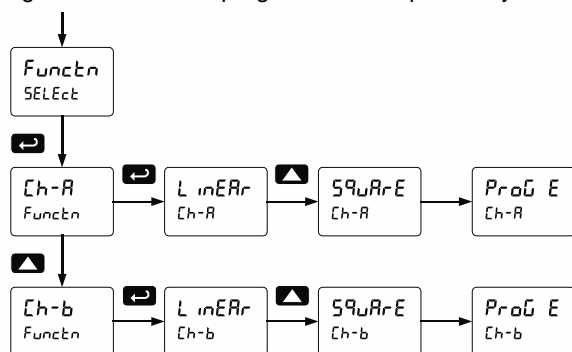 Functn
SELEct
Ch-A
Functn
LinEAr
Ch-A
SquArE
Ch-A
ProG E
Ch-A
Ch-b
Functn
LinEAr
Ch-b
SquArE
Ch-b
ProG E
Ch-b